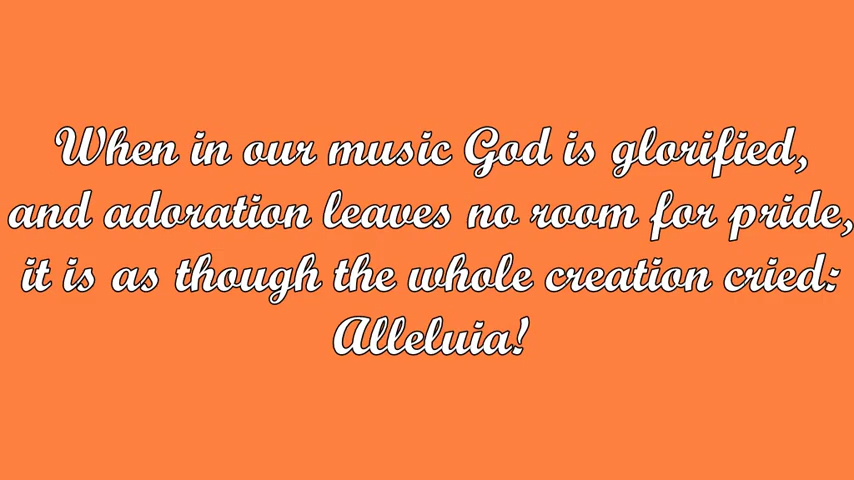 When in our music God is glorified,
and adoration leaves no room for pride,
it is as though the whole creation cried:
Alleluia!